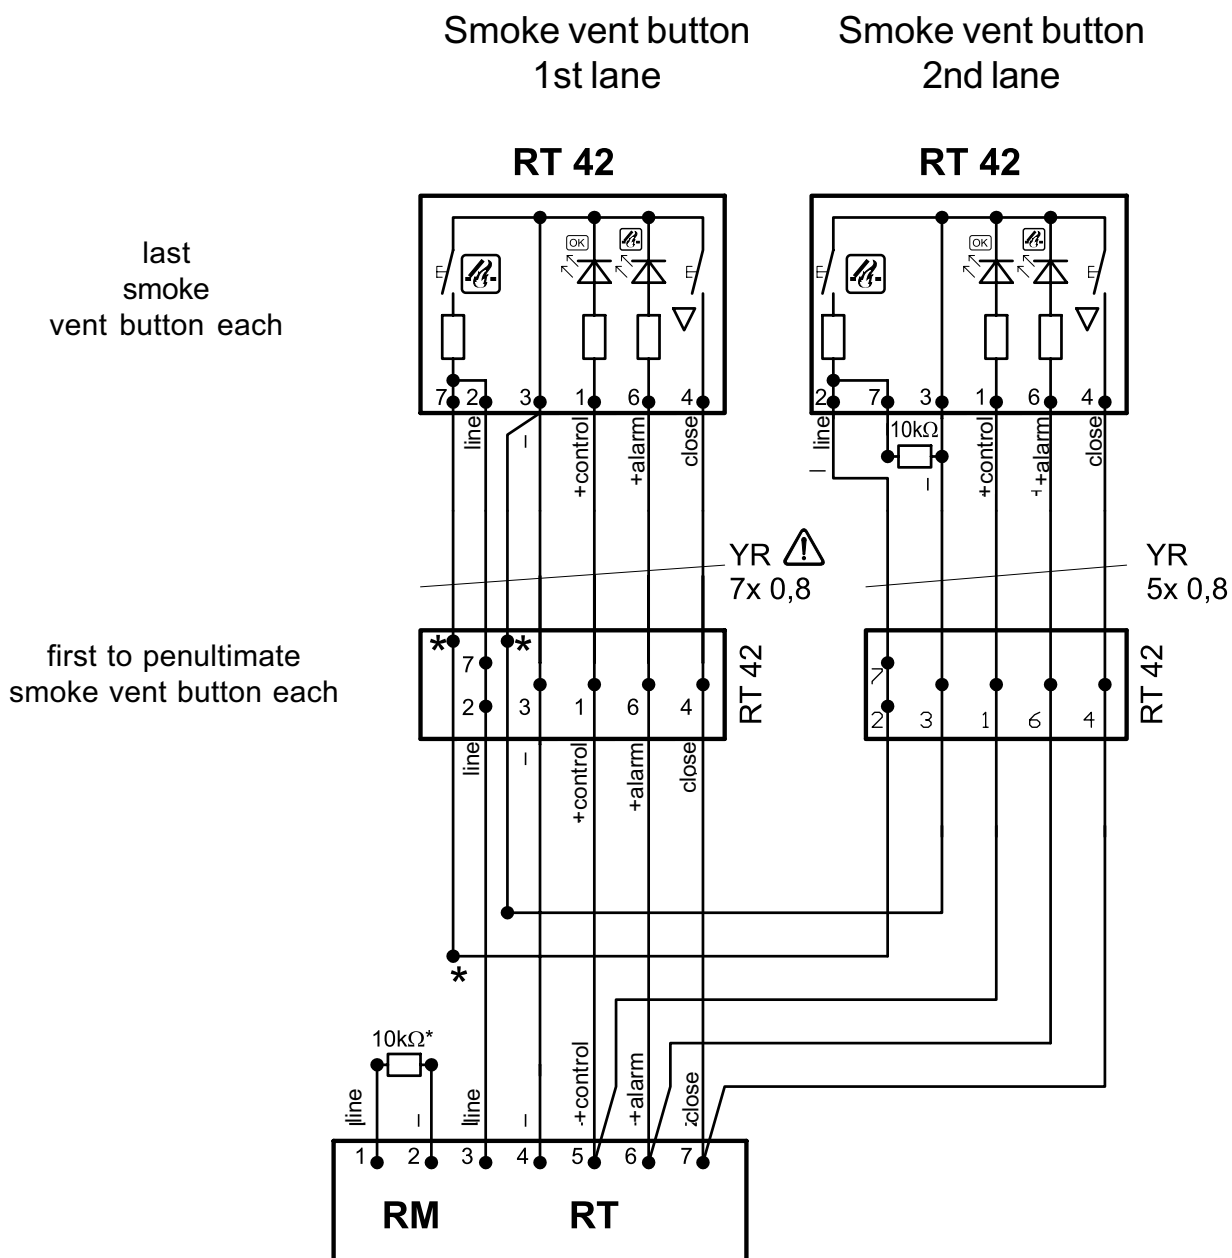 Smoke vent button
1st lane
Smoke vent button
2nd lane
RT 42
RT 42
last
smoke
vent button each
OK
OK
7 2 3 1 6 4
2 7 3 1 6 4
line
–
+control
+alarm
close
line
10kΩ
–
+control
+alarm
close
YR
7x 0,8
YR
5x 0,8
first to penultimate
smoke vent button each
*
*
7
2 3 1 6 4
RT 42
7
2 3 1 6 4
RT 42
line
–
+control
+alarm
close
*
10kΩ*
line
–
line
–
+control
+alarm
close
1 2 3 4 5 6 7
RM
RT